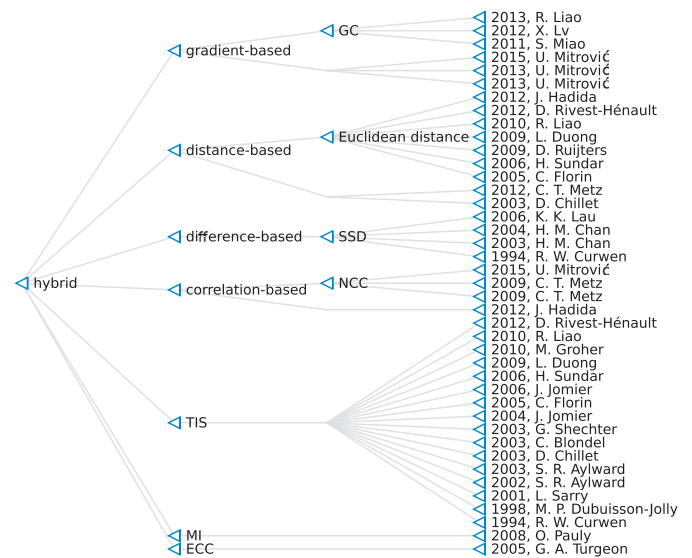 2013, R. Liao
GC
2012, X. Lv
2011, S. Miao
gradient-based
2015, U. Mitrović
2013, U. Mitrović
2013, U. Mitrović
2012, J. Hadida
2012, D. Rivest-Hénault
2010, R. Liao
Euclidean distance
2009, L. Duong
distance-based
2009, D. Ruijters
2006, H. Sundar
2005, C. Florin
2012, C. T. Metz
2003, D. Chillet
2006, K. K. Lau
2004, H. M. Chan
difference-based
SSD
2003, H. M. Chan
1994, R. W. Curwen
2015, U. Mitrović
hybrid
NCC
2009, C. T. Metz
correlation-based
2009, C. T. Metz
2012, J. Hadida
2012, D. Rivest-Hénault
2010, R. Liao
2010, M. Groher
2009, L. Duong
2006, H. Sundar
2006, J. Jomier
2005, C. Florin
2004, J. Jomier
TIS
2003, G. Shechter
2003, C. Blondel
2003, D. Chillet
2003, S. R. Aylward
2002, S. R. Aylward
2001, L. Sarry
1998, M. P. Dubuisson-Jolly
1994, R. W. Curwen
MI
2008, O. Pauly
ECC
2005, G. A. Turgeon